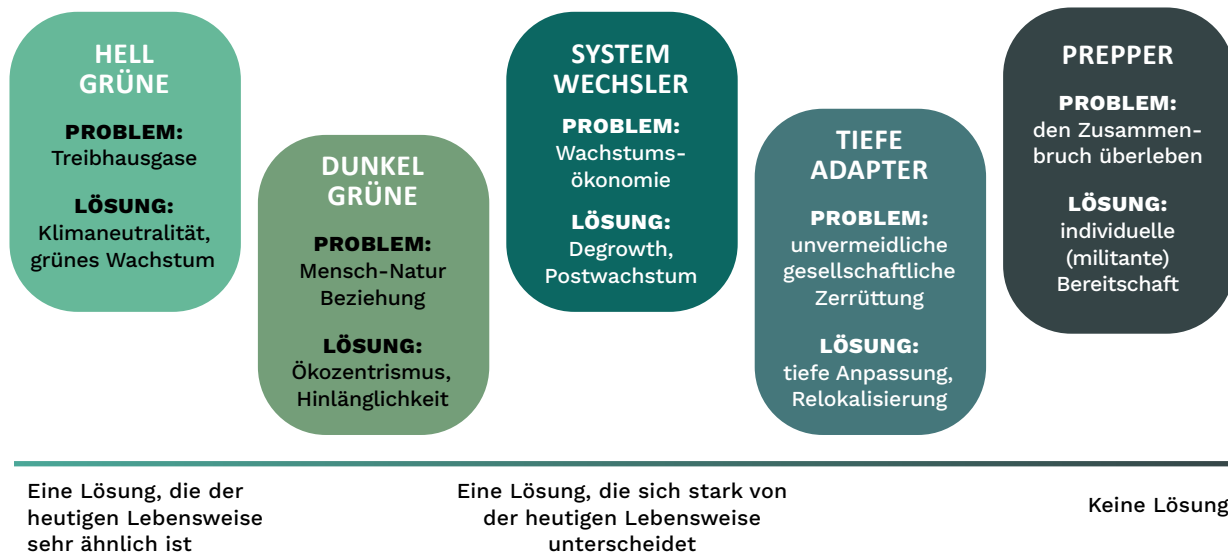 HELL
GRÜNE
PROBLEM:
Treibhausgase
LÖSUNG:
Klimaneutralität,
grünes Wachstum
DUNKEL
GRÜNE
PROBLEM:
Mensch-Natur
Beziehung
LÖSUNG:
Ökozentrismus,
Hinlänglichkeit
SYSTEM
WECHSLER
PROBLEM:
Wachstums-
ökonomie
LÖSUNG:
Degrowth,
Postwachstum
TIEFE
ADAPTER
PROBLEM:
unvermeidliche
gesellschaftliche
Zerrüttung
LÖSUNG:
tiefe Anpassung,
Relokalisierung
PREPPER
PROBLEM:
den Zusammen-
bruch überleben
LÖSUNG:
individuelle
(militante)
Bereitschaft
Eine Lösung, die der
heutigen Lebensweise
sehr ähnlich ist
Eine Lösung, die sich stark von
der heutigen Lebensweise
unterscheidet
Keine Lösung